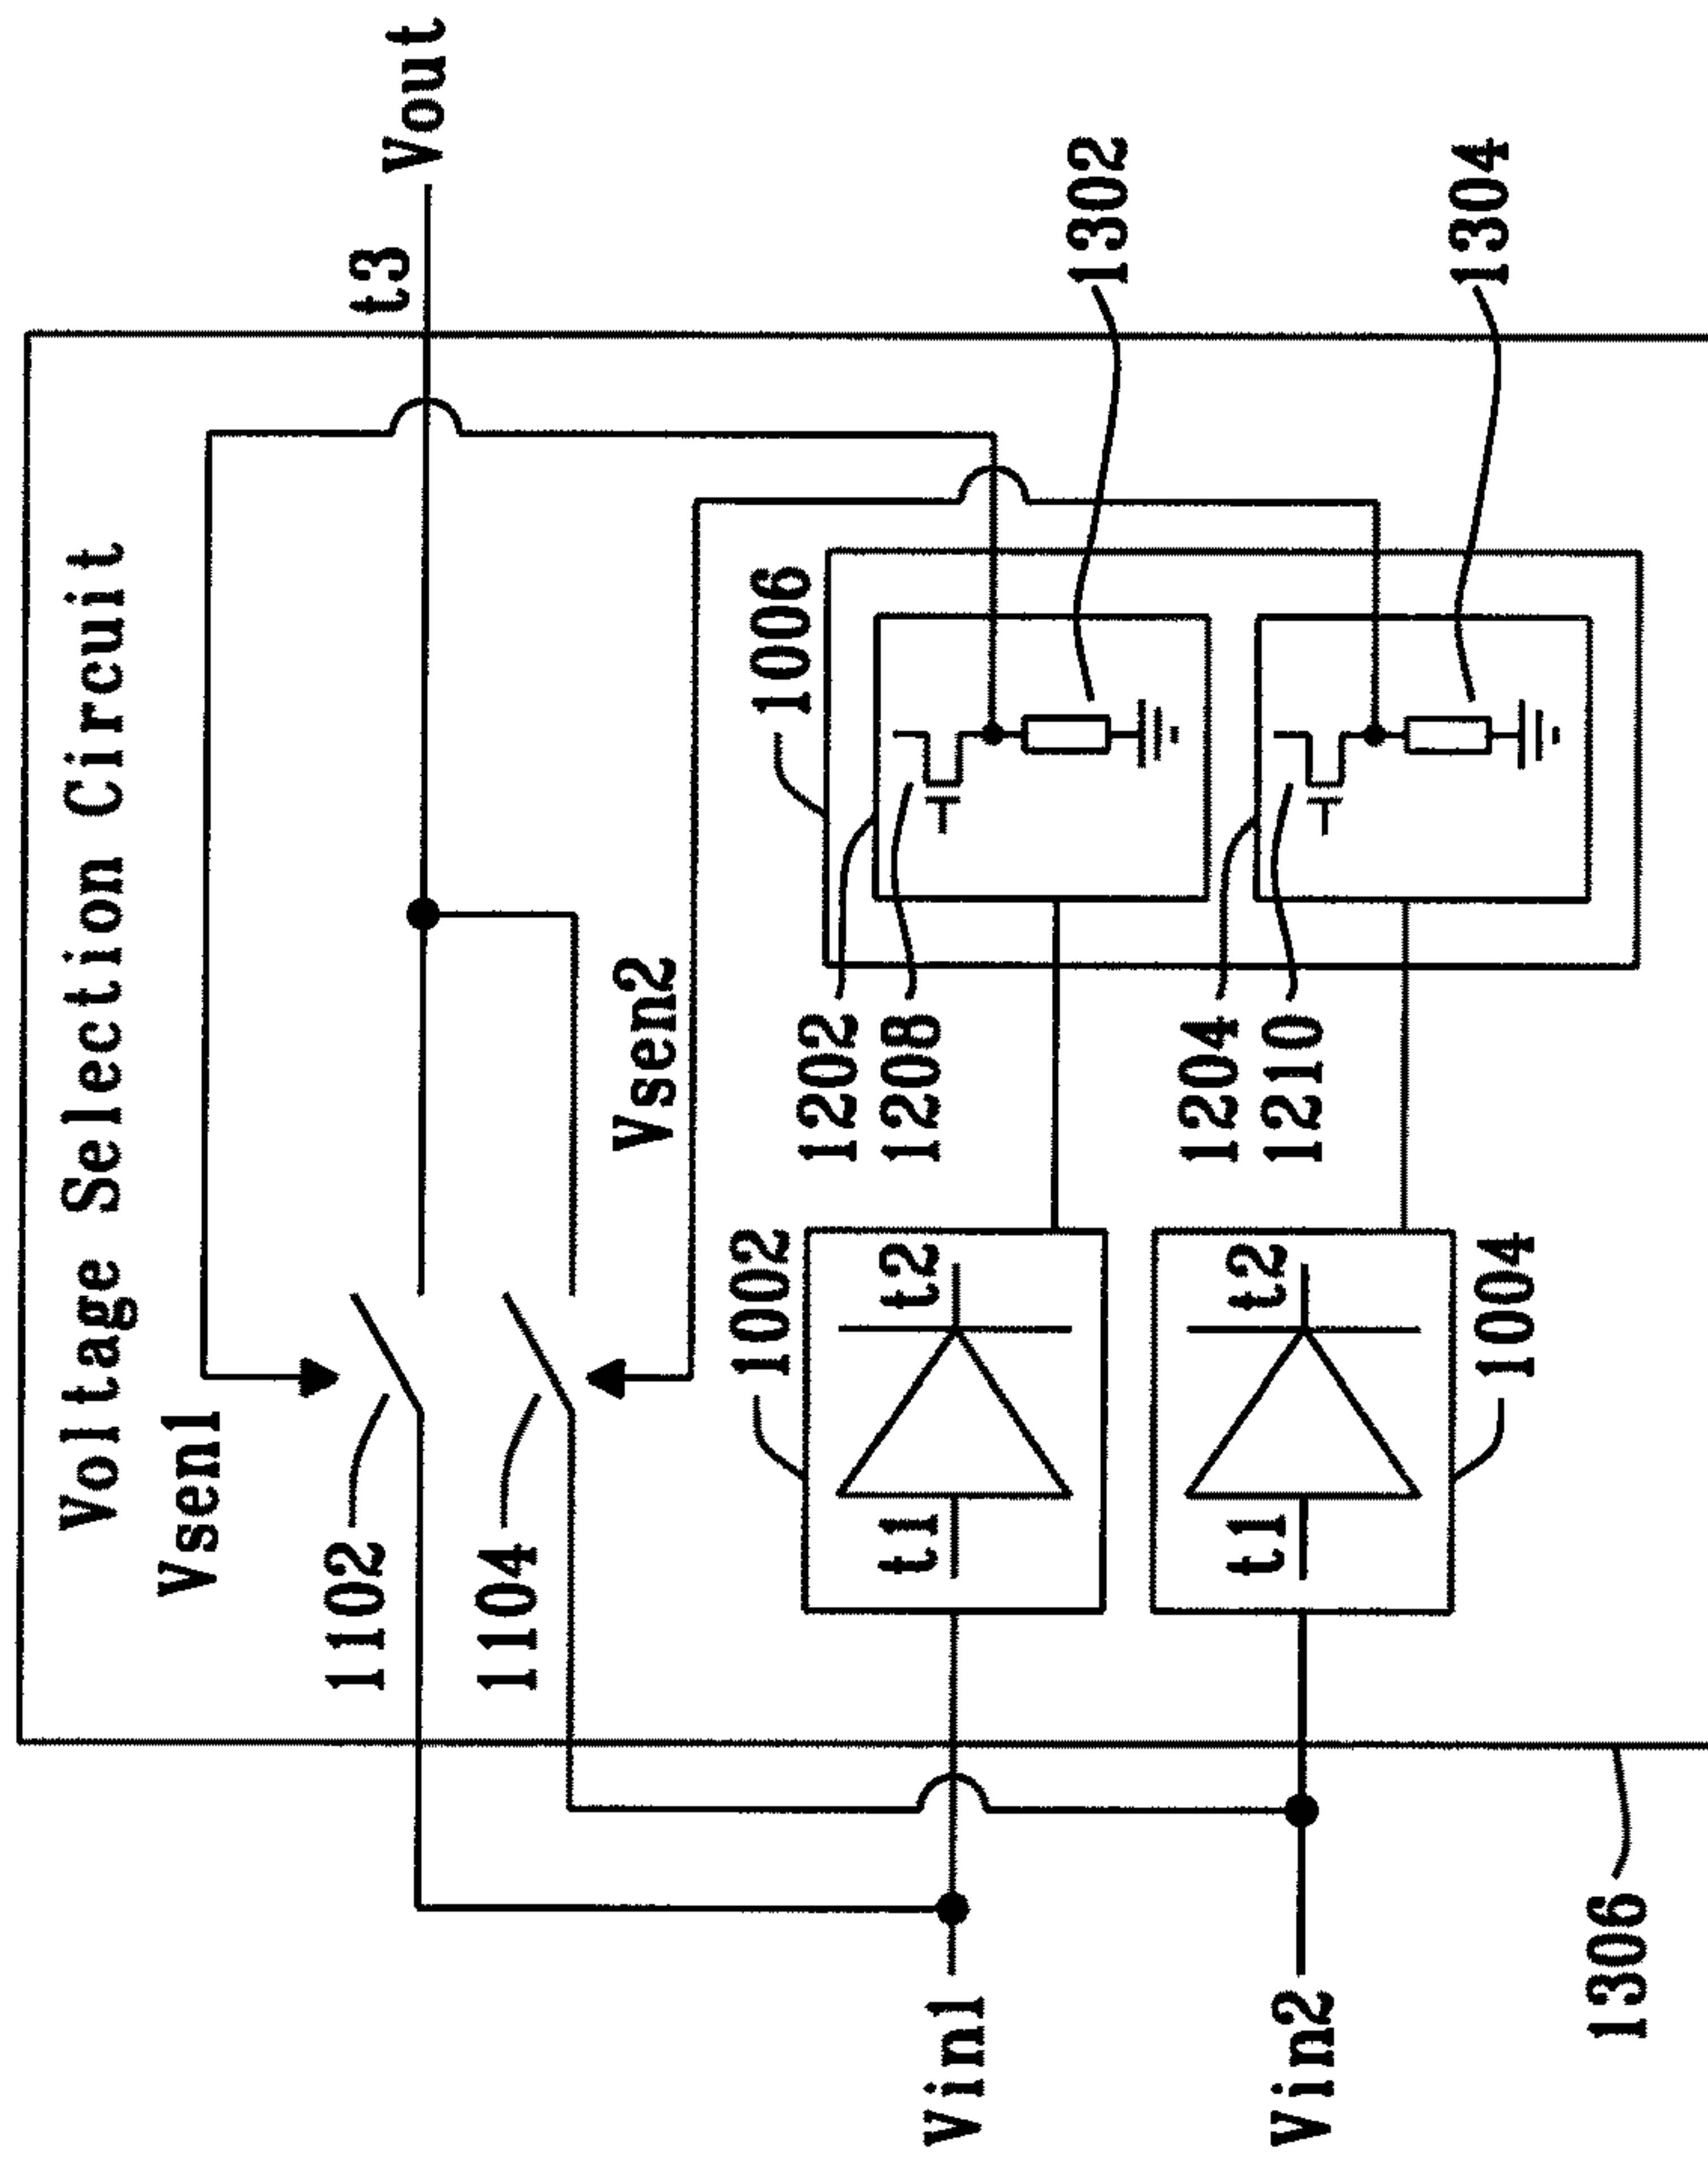 Voltage Selection Circuit
Vsen1
1102
t3
Vout
1104
Vsen2
1002
1006
t1
t2
1202
1208
1302
Vin1
1204
1210
t1
t2
1304
Vin2
1004
1306